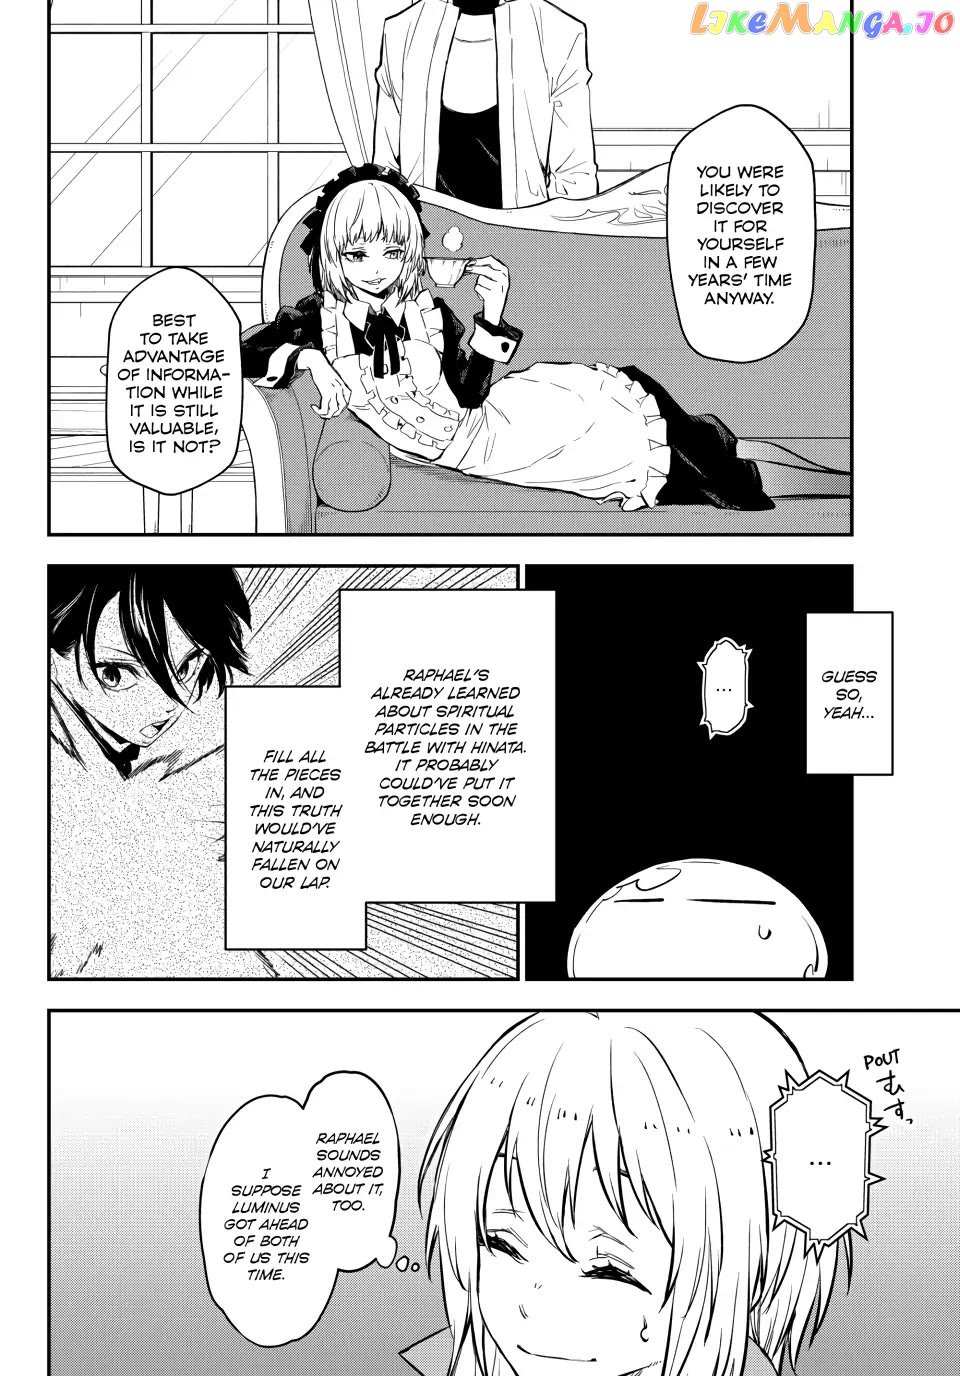 LIKEMANGA.IO
YOU WERE
LIKELY TO
DISCOVER
IT FOR
YOURSELF
IN A FEW
YEARS' TIME
ANYWAY.
BEST
TO TAKE
ADVANTAGE
OF INFORMA-
TION WHILE
IT IS STILL
VALUABLE,
IS IT NOT?
GUESS
SO,
YEAH...
...
RAPHAEL'S
ALREADY LEARNED
ABOUT SPIRITUAL
PARTICLES IN THE
BATTLE WITH HINATA.
IT PROBABLY
COULD'VE PUT IT
TOGETHER SOON
ENOUGH.
FILL ALL
THE PIECES
IN, AND
THIS TRUTH
WOULD'VE
NATURALLY
FALLEN ON
OUR LAP.
POUT
むすっ
...
RAPHAEL
SOUNDS
ANNOYED
ABOUT IT,
TOO.
I
SUPPOSE
LUMINUS
GOT AHEAD
OF BOTH
OF US THIS
TIME.